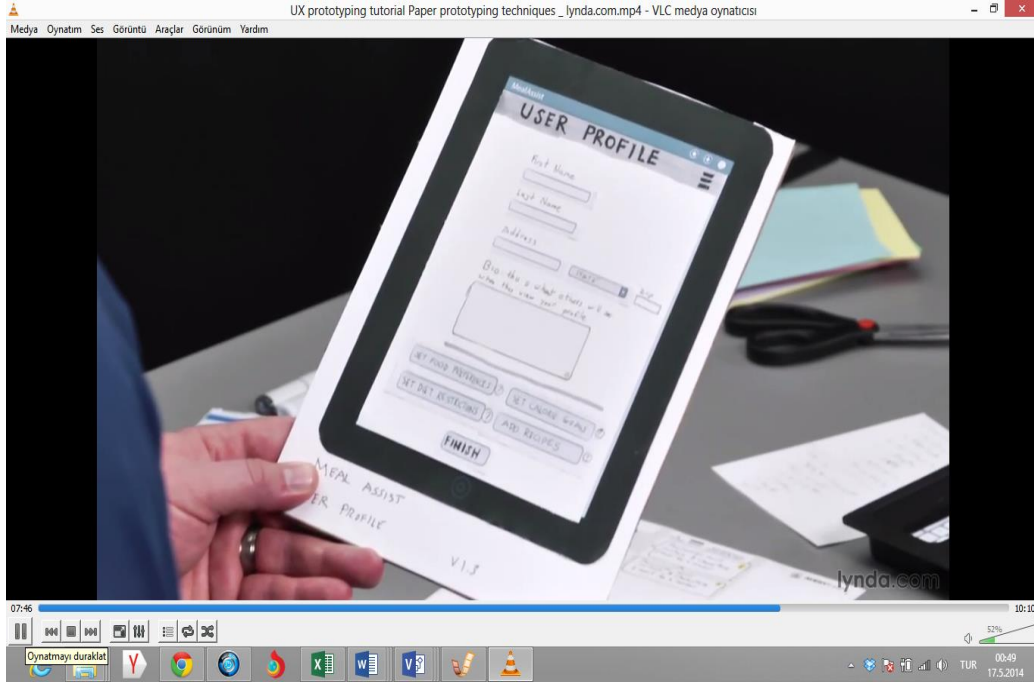 UX prototyping tutorial Paper prototyping techniques _ lynda.com.mp4 - VLC medya oynatıcısı
Medya Oynatım Ses Görüntü Araçlar Görünüm Yardım
MealAssist
USER PROFILE
First Name
Last Name
Address
State
Zip
Bio this is what others will see
when they view your profile
SET FOOD PREFERENCES ?
SET CALORIE GOALS ?
SET DIET RESTRICTIONS ?
ADD RECIPES ?
FINISH
MEAL ASSIST
ER PROFILE
V1.3
lynda.com
07:46
10:10
52%
Oynatmayı duraklat
TUR
00:49
17.5.2014